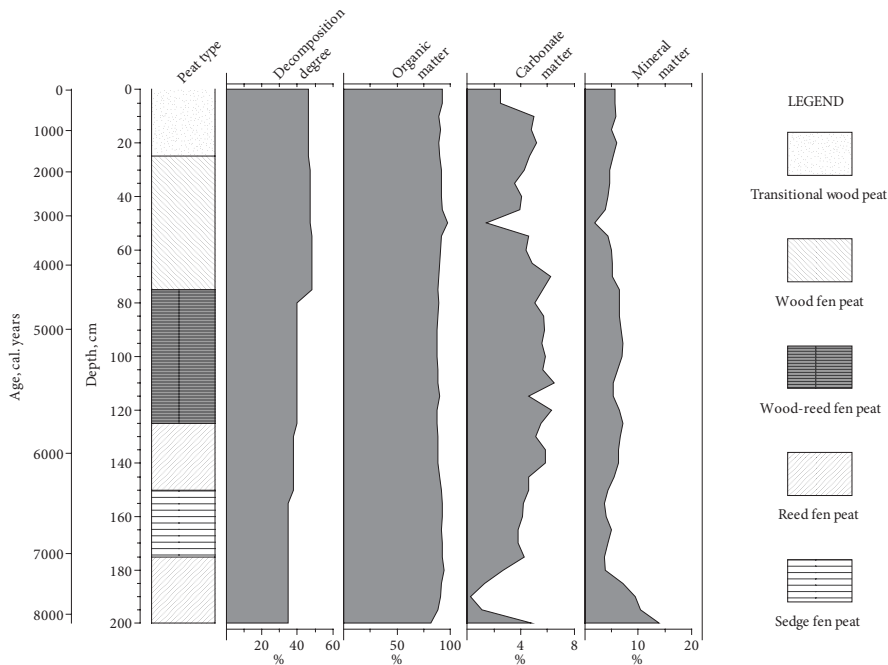 Peat type
Decomposition
degree
Organic
matter
Carbonate
matter
Mineral
matter
Age, cal. years
0
1000
2000
3000
4000
5000
6000
7000
8000
Depth, cm
0
20
40
60
80
100
120
140
160
180
200
20 40 60
%
50 100
%
4 8
%
10 20
%
LEGEND
Transitional wood peat
Wood fen peat
Wood-reed fen peat
Reed fen peat
Sedge fen peat